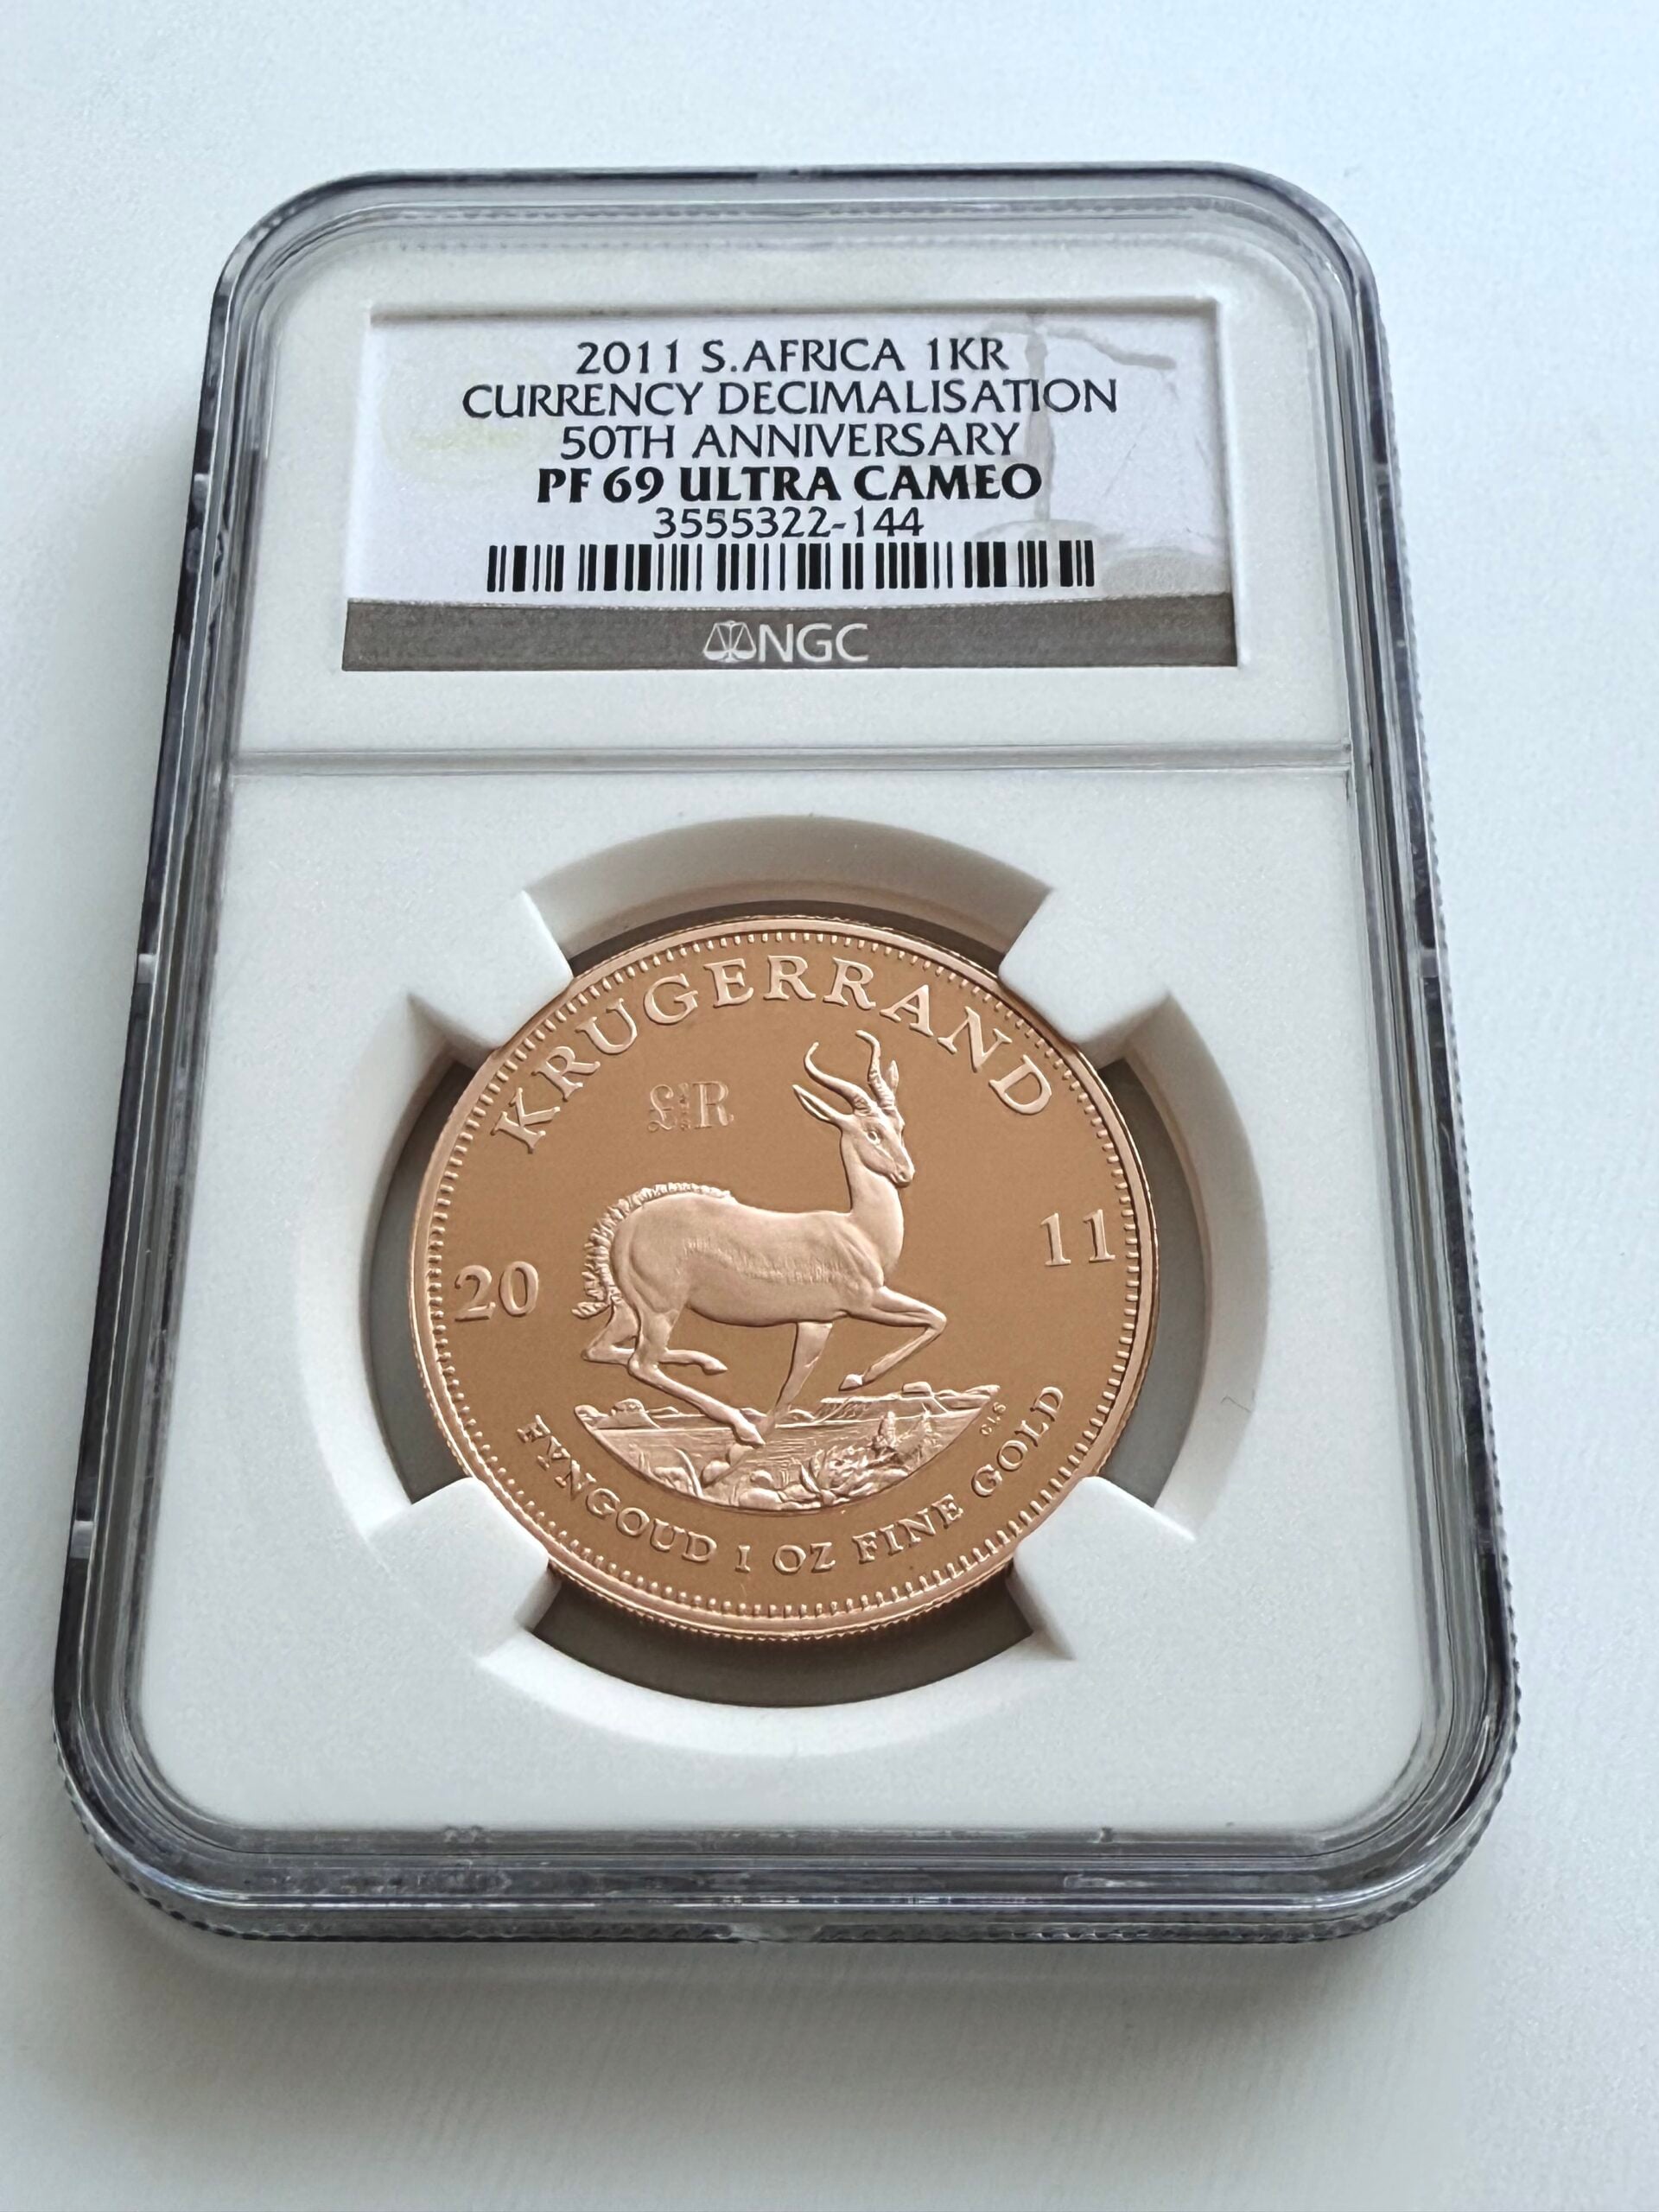 2011 S.AFRICA 1KR
CURRENCY DECIMALISATION
50TH ANNIVERSARY
PF 69 ULTRA CAMEO
3555322-144
NGC
KRUGERRAND
£ R
20 11
CLS
FYNGOUD 1 OZ FINE GOLD